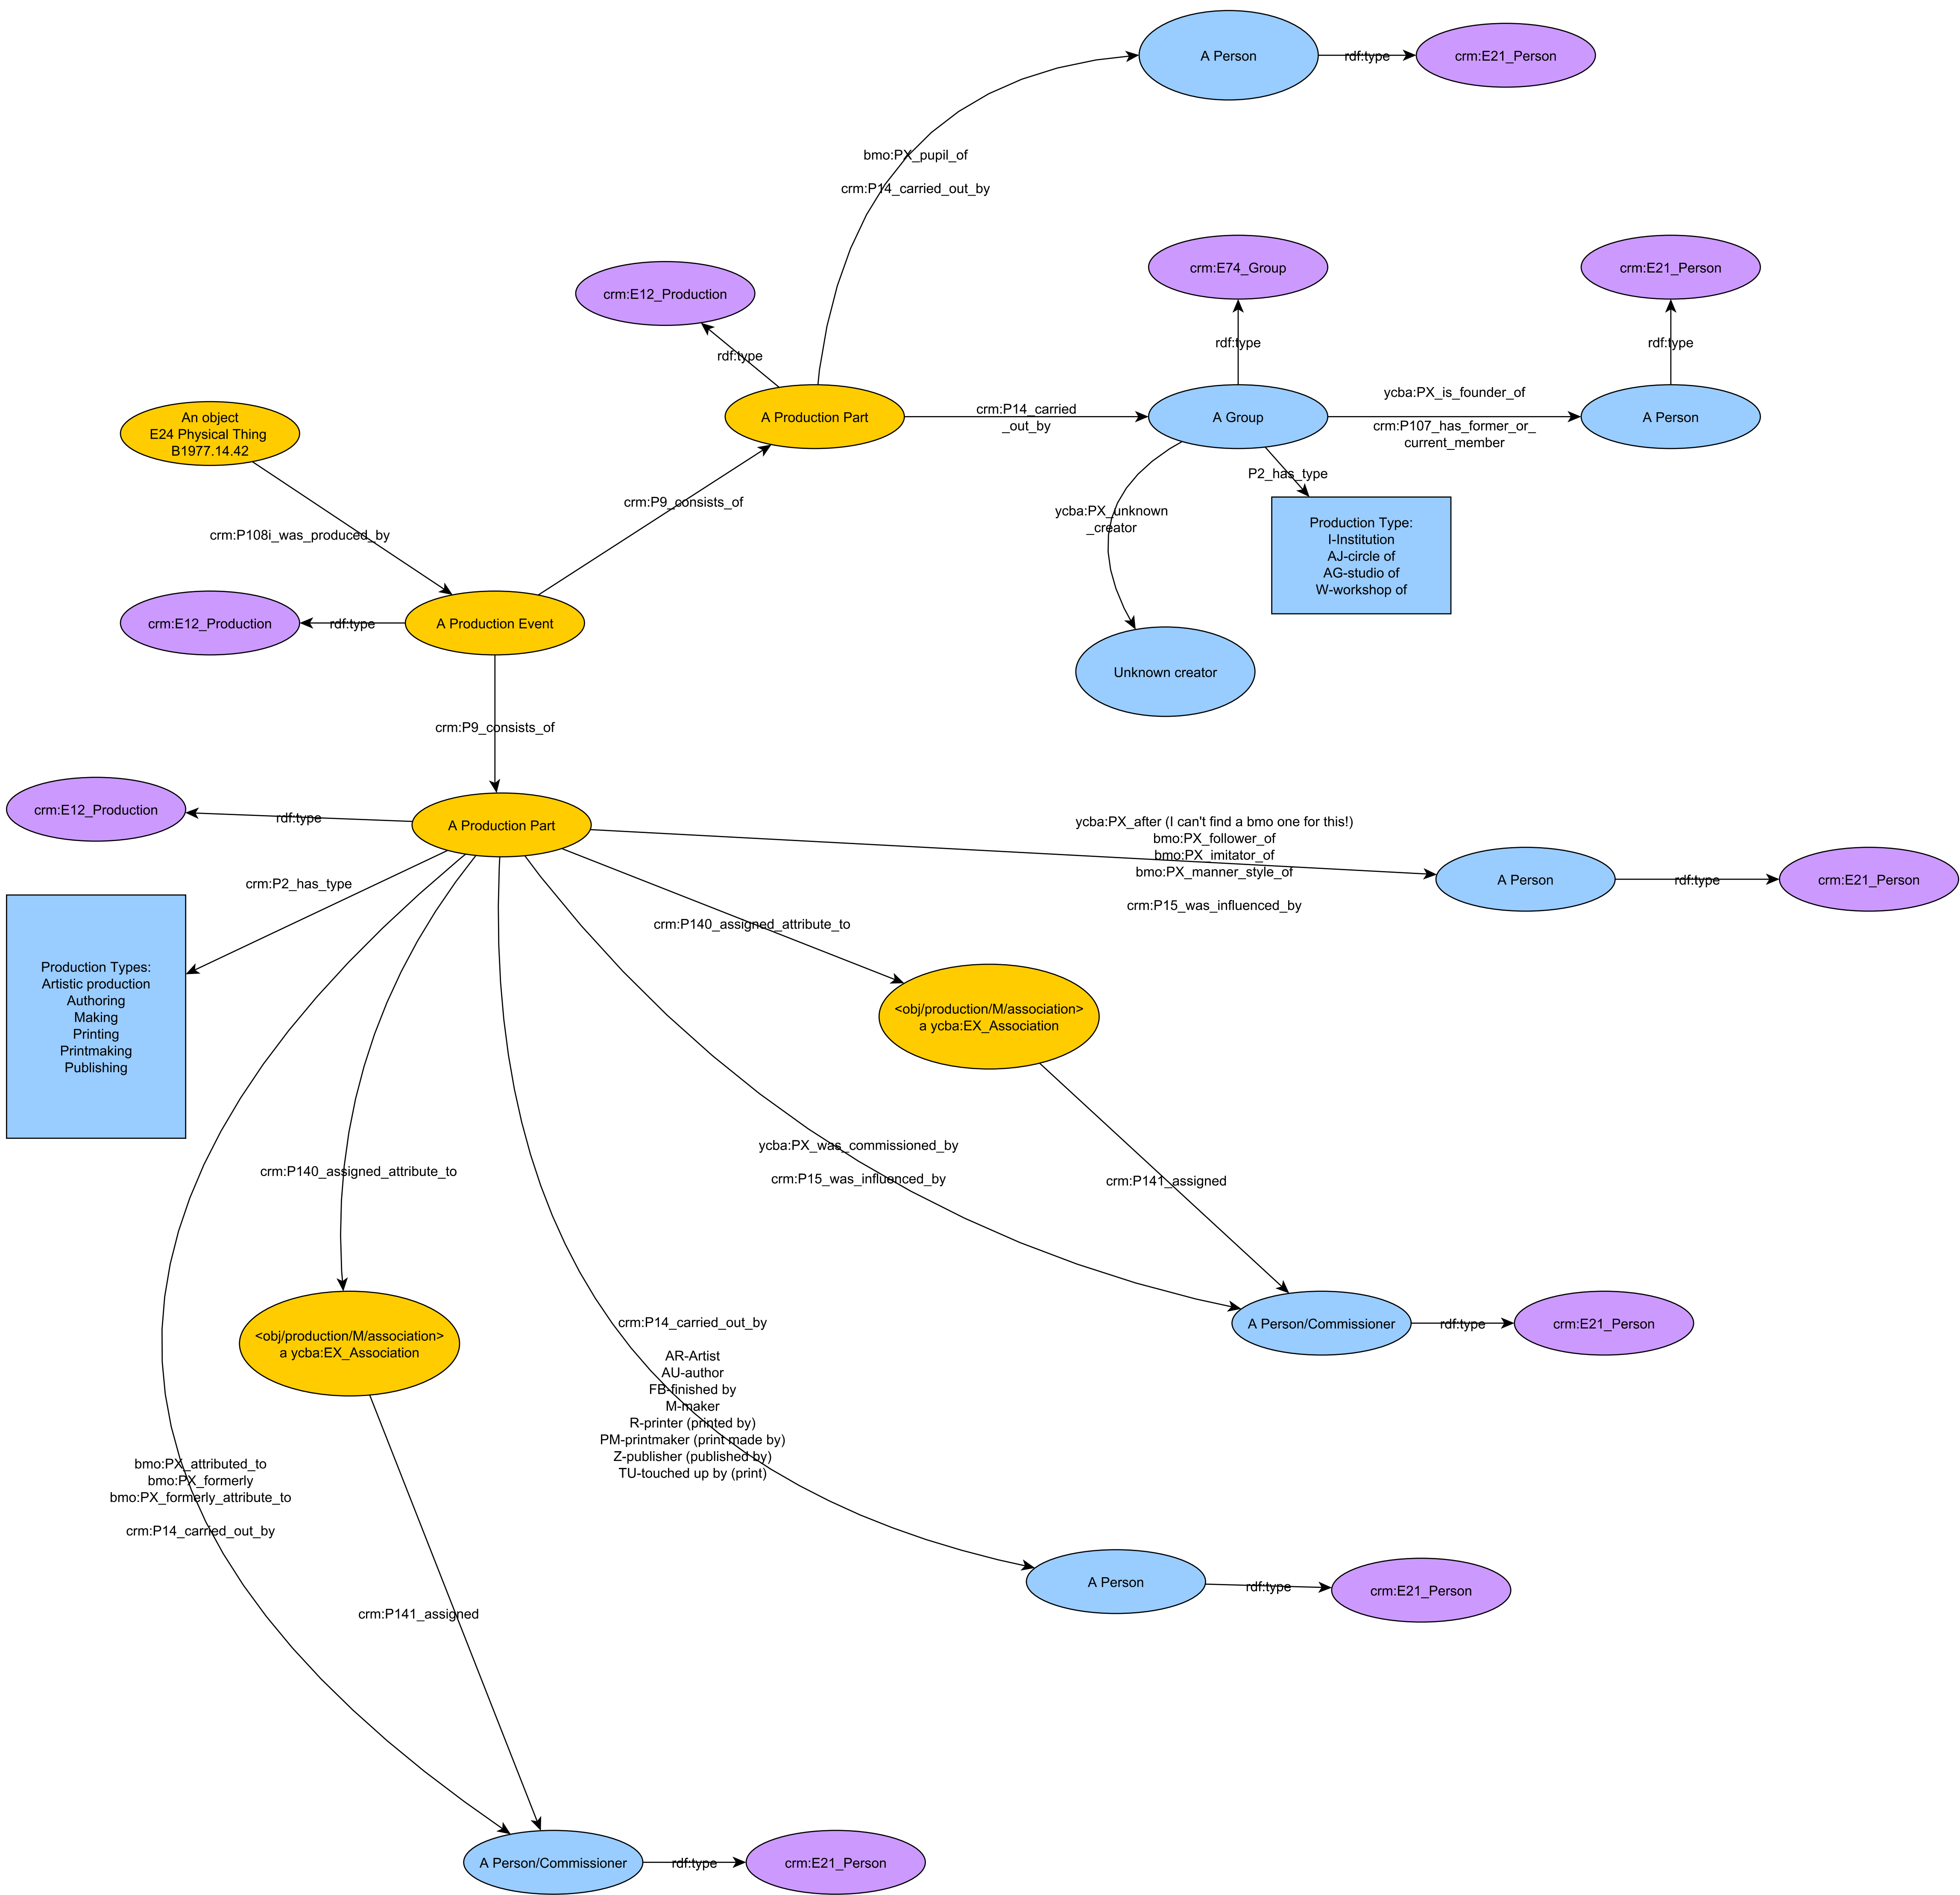 A Person
rdf:type
crm:E21_Person
bmo:PX_pupil_of
crm:P14_carried_out_by
crm:E12_Production
rdf:type
crm:E74_Group
rdf:type
crm:E21_Person
rdf:type
An object
E24 Physical Thing
B1977.14.42
A Production Part
crm:P14_carried
_out_by
A Group
ycba:PX_is_founder_of
crm:P107_has_former_or_
current_member
A Person
crm:P108i_was_produced_by
crm:P9_consists_of
ycba:PX_unknown
_creator
P2_has_type
Production Type:
I-Institution
AJ-circle of
AG-studio of
W-workshop of
crm:E12_Production
rdf:type
A Production Event
Unknown creator
crm:P9_consists_of
crm:E12_Production
rdf:type
A Production Part
ycba:PX_after (I can't find a bmo one for this!)
bmo:PX_follower_of
bmo:PX_imitator_of
bmo:PX_manner_style_of
crm:P15_was_influenced_by
A Person
rdf:type
crm:E21_Person
crm:P2_has_type
crm:P140_assigned_attribute_to
Production Types:
Artistic production
Authoring
Making
Printing
Printmaking
Publishing
<obj/production/M/association>
a ycba:EX_Association
crm:P140_assigned_attribute_to
ycba:PX_was_commissioned_by
crm:P15_was_influenced_by
crm:P141_assigned
<obj/production/M/association>
a ycba:EX_Association
crm:P14_carried_out_by
AR-Artist
AU-author
FB-finished by
M-maker
R-printer (printed by)
PM-printmaker (print made by)
Z-publisher (published by)
TU-touched up by (print)
A Person/Commissioner
rdf:type
crm:E21_Person
bmo:PX_attributed_to
bmo:PX_formerly
bmo:PX_formerly_attribute_to
crm:P14_carried_out_by
crm:P141_assigned
A Person
rdf:type
crm:E21_Person
A Person/Commissioner
rdf:type
crm:E21_Person